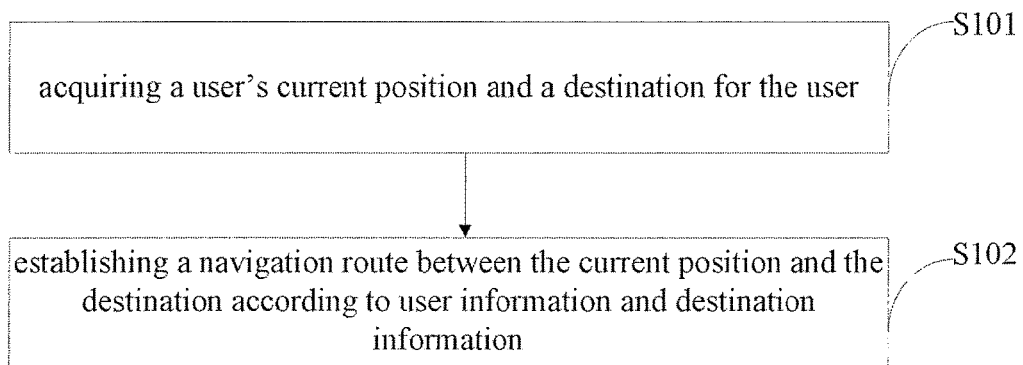 S101
acquiring a user's current position and a destination for the user
S102
establishing a navigation route between the current position and the
destination according to user information and destination
information